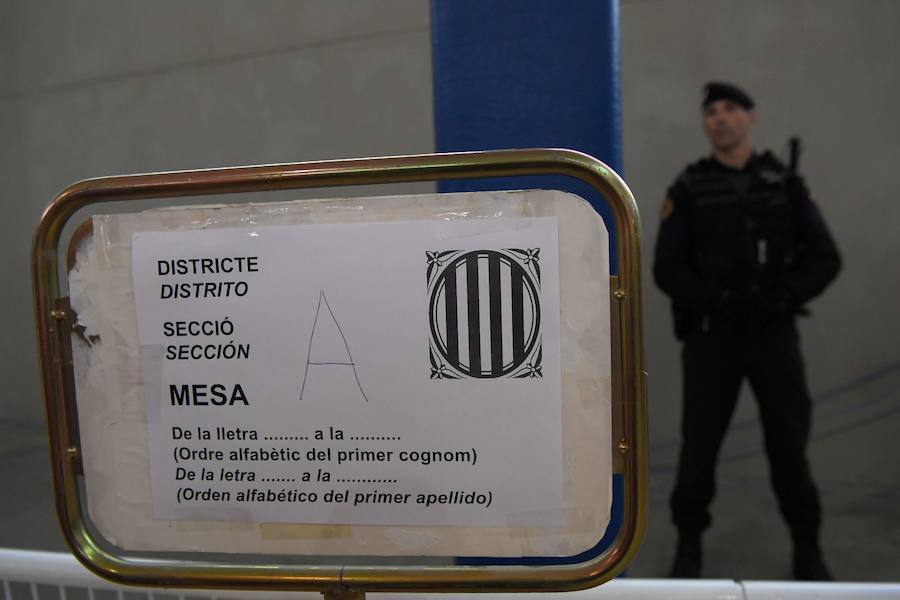 DISTRICTE
DISTRITO
SECCIÓ
SECCIÓN
A
MESA
De la lletra ......... a la ..........
(Ordre alfabètic del primer cognom)
De la letra ....... a la ............
(Orden alfabético del primer apellido)